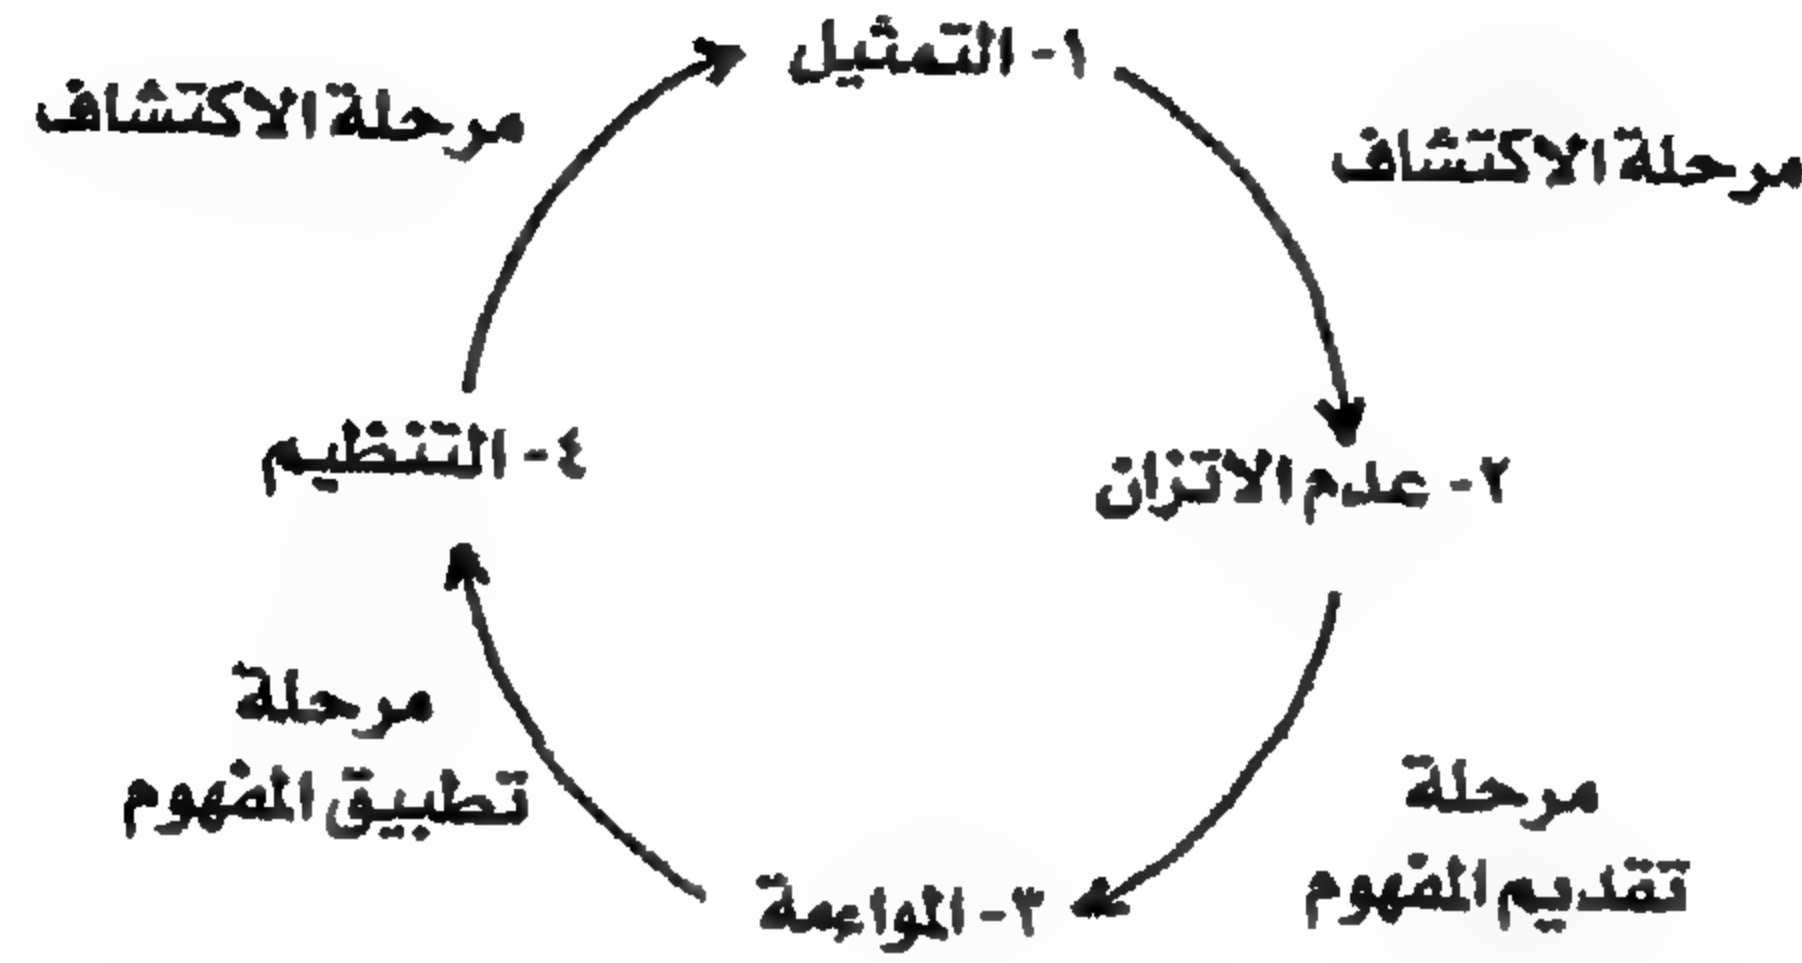 ١- التمثيل
مرحلة الاكتشاف
مرحلة الاكتشاف
٢- عدم الاتزان
٤- التنظيم
مرحلة
تقديم المفهوم
مرحلة
تطبيق المفهوم
٣- المواءمة